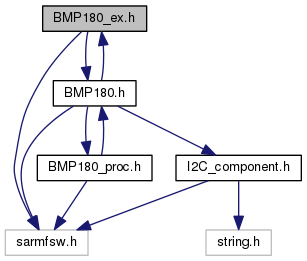 BMP180_ex.h
BMP180.h
BMP180_proc.h
I2C_component.h
sarmfsw.h
string.h